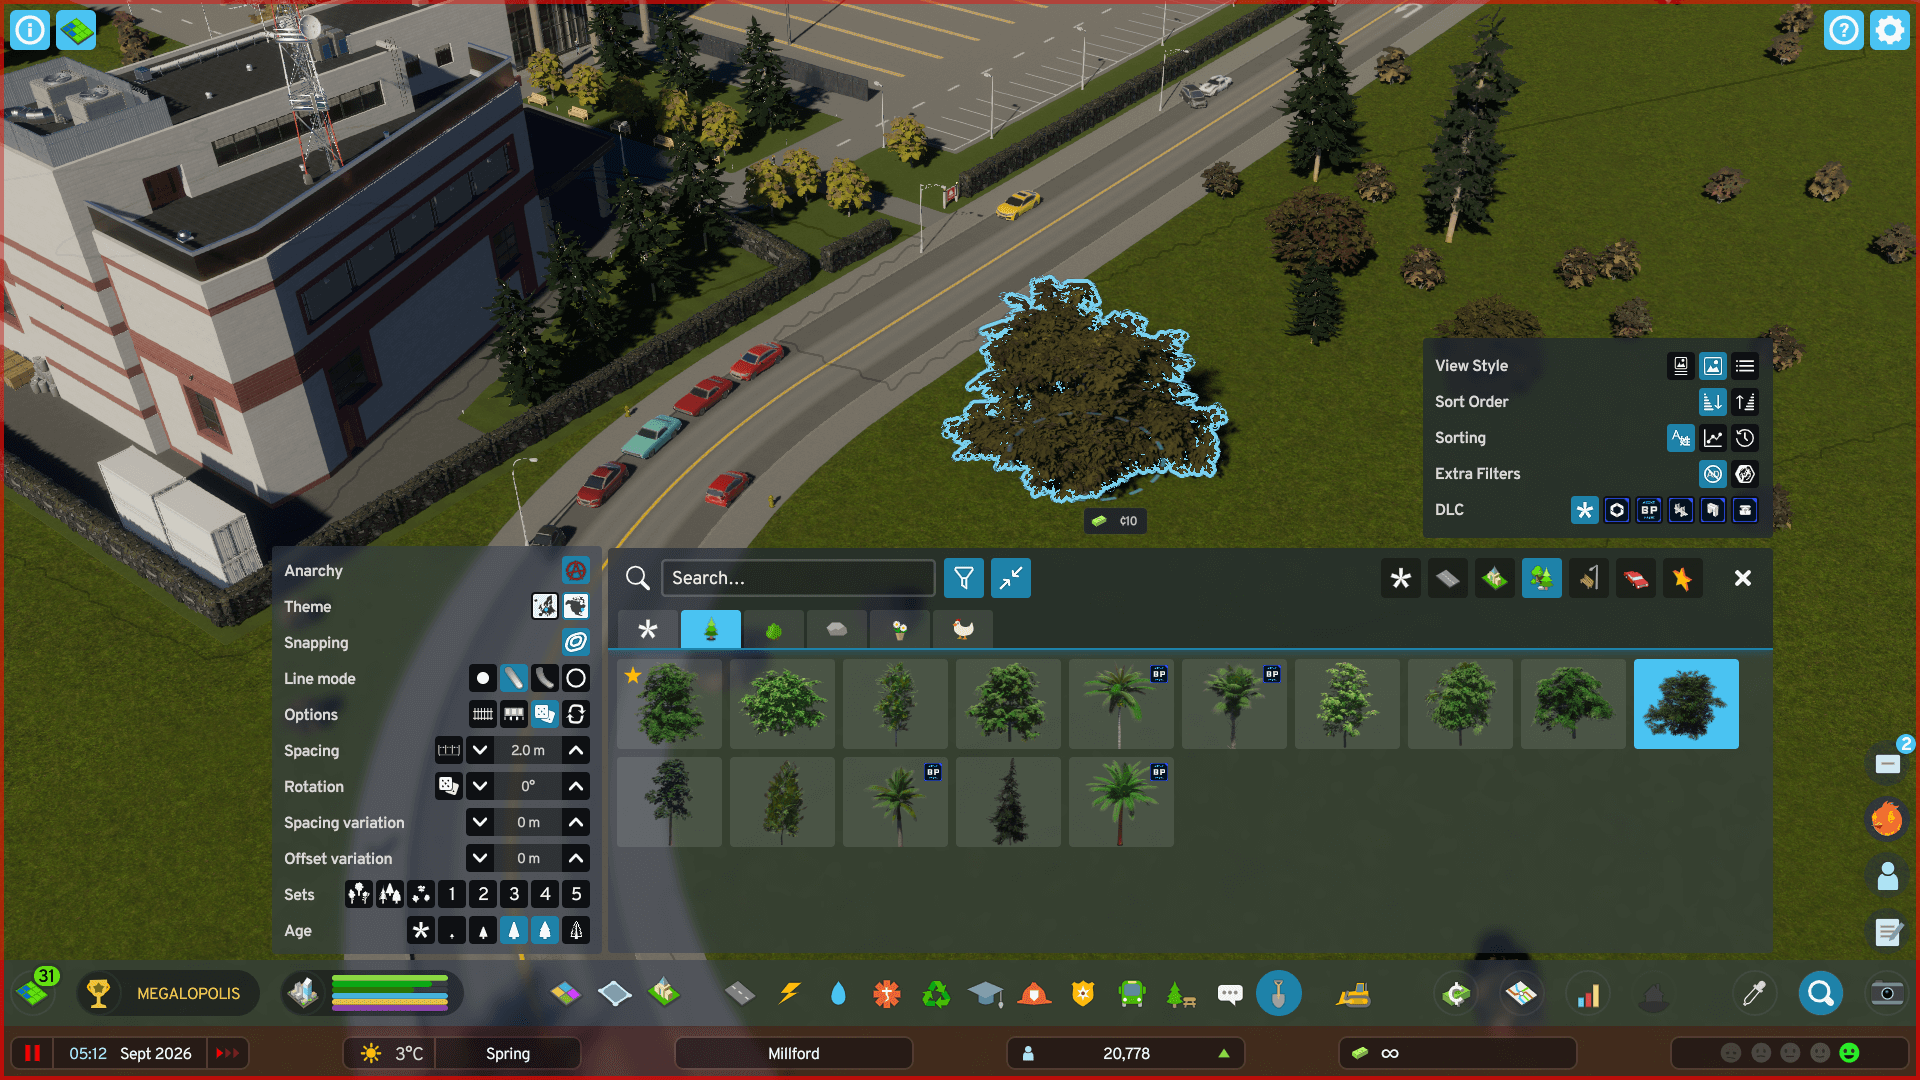 View Style
Sort Order
Sorting
Extra Filters
DLC
BP
¢10
Anarchy
Theme
Snapping
Line mode
Options
Spacing
2.0 m
Rotation
0°
Spacing variation
0 m
Offset variation
0 m
Sets
1
2
3
4
5
Age
Search...
BP
BP
BP
BP
2
31
MEGALOPOLIS
05:12
Sept 2026
3°C
Spring
Millford
20,778
∞